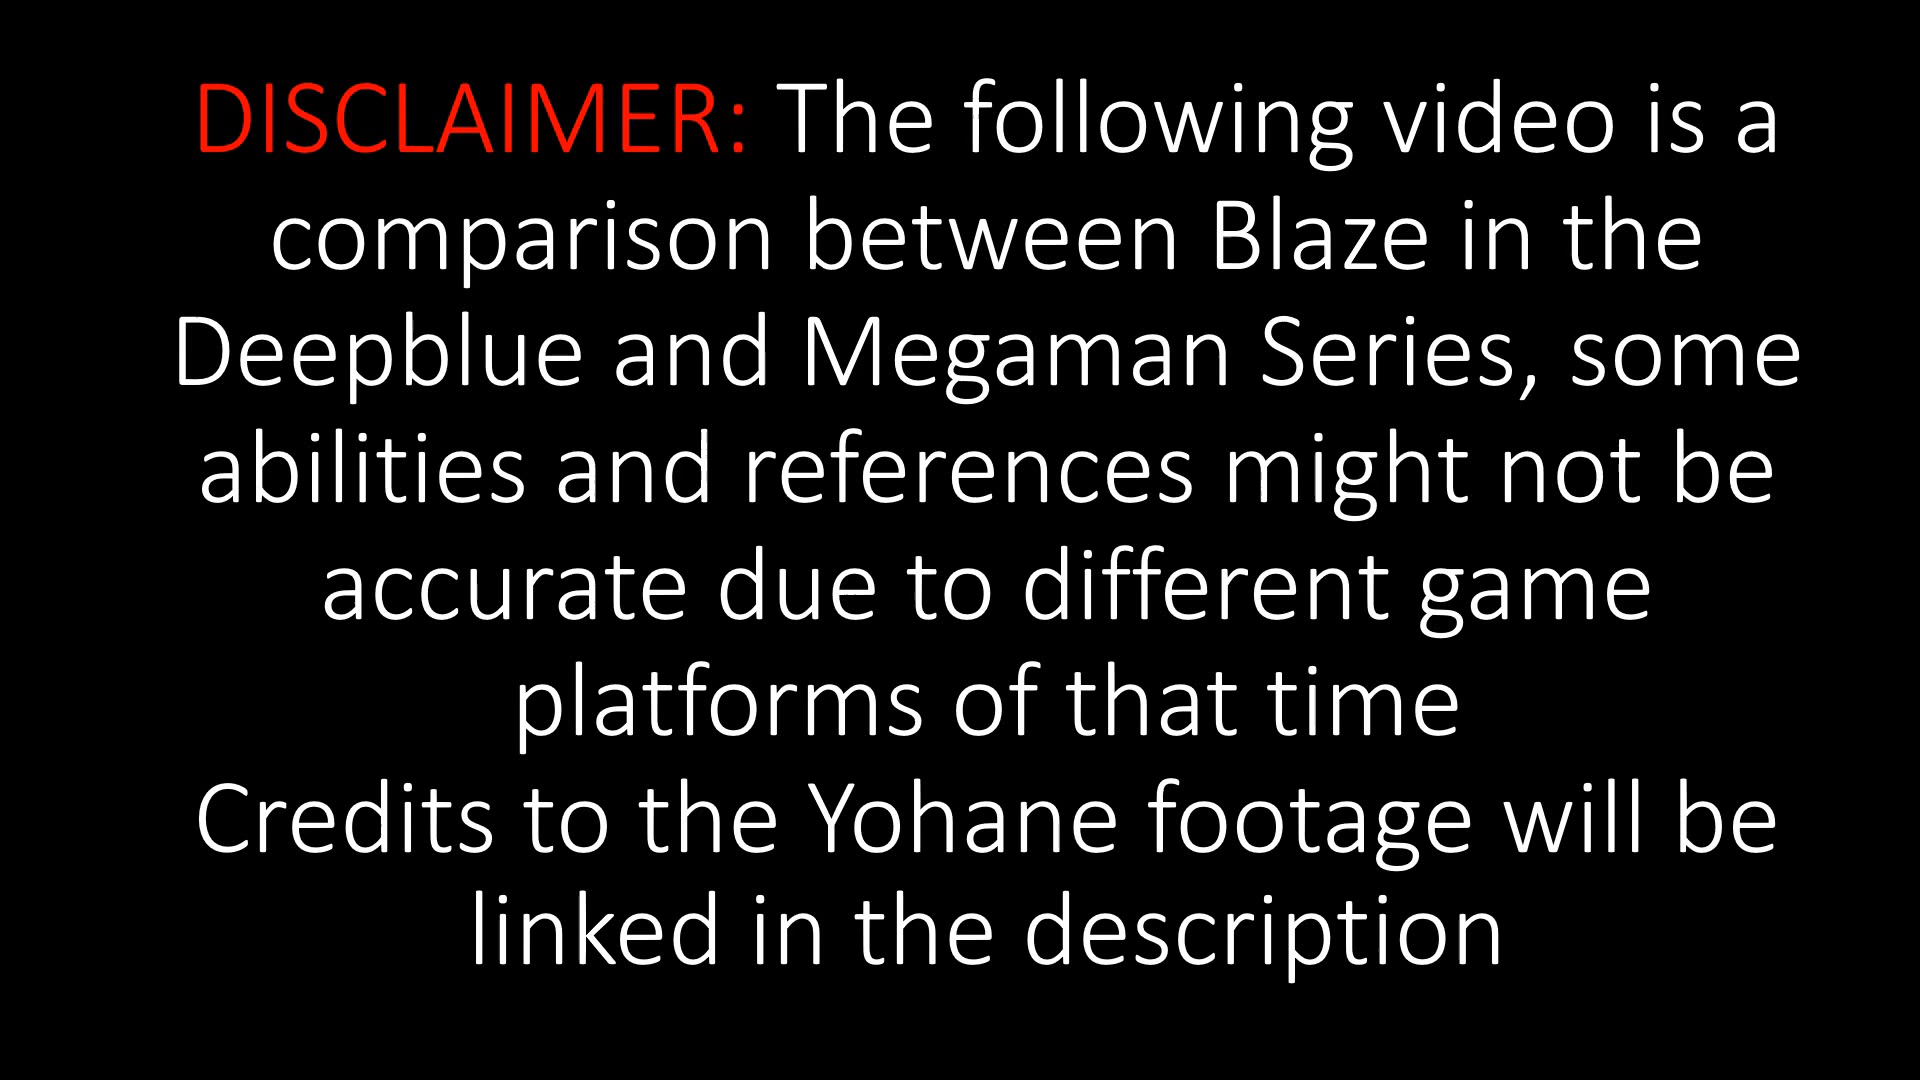 DISCLAIMER: The following video is a
comparison between Blaze in the
Deepblue and Megaman Series, some
abilities and references might not be
accurate due to different game
platforms of that time
Credits to the Yohane footage will be
linked in the description